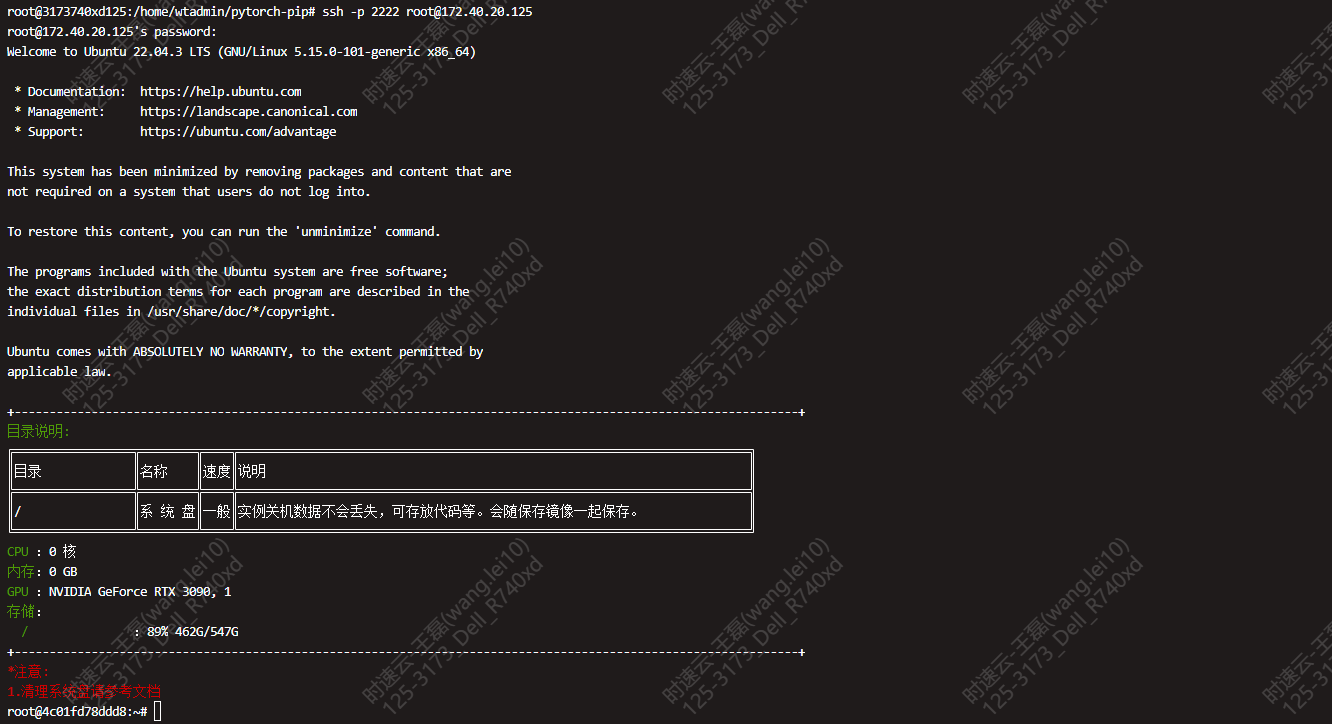 root@3173740xd125:/home/wtadmin/pytorch-pip# ssh -p 2222 root@172.40.20.125
root@172.40.20.125's password:
Welcome to Ubuntu 22.04.3 LTS (GNU/Linux 5.15.0-101-generic x86_64)
* Documentation: https://help.ubuntu.com
* Management: https://landscape.canonical.com
* Support: https://ubuntu.com/advantage
This system has been minimized by removing packages and content that are
not required on a system that users do not log into.
To restore this content, you can run the 'unminimize' command.
The programs included with the Ubuntu system are free software;
the exact distribution terms for each program are described in the
individual files in /usr/share/doc/*/copyright.
Ubuntu comes with ABSOLUTELY NO WARRANTY, to the extent permitted by
applicable law.
+----------------------------------------------------------------------------------------------------------------+
目录说明:
目录 名称 速度 说明
/ 系 统 盘 一般 实例关机数据不会丢失，可存放代码等。会随保存镜像一起保存。
CPU : 0 核
内存: 0 GB
GPU : NVIDIA GeForce RTX 3090, 1
存储:
/ : 89% 462G/547G
+----------------------------------------------------------------------------------------------------------------+
*注意:
1.清理系统盘请参考文档
root@4c01fd78ddd8:~#
时速云-王磊(wang.lei10)
125-3173_Dell_R740xd